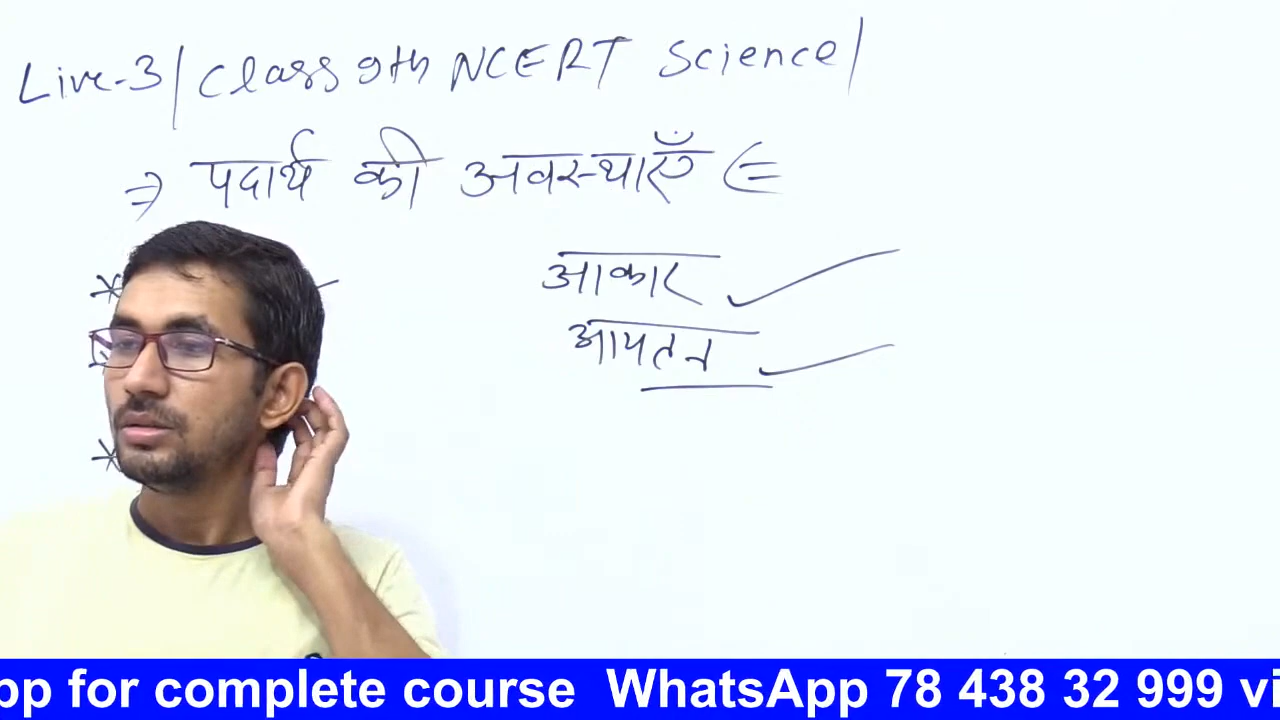 Live-3/Class 9th NCERT Science/
⇒ पदार्थ की अवस्थाएँ ⇐
*
आकार ✓
आयतन ✓
*
pp for complete course WhatsApp 78 438 32 999 vi